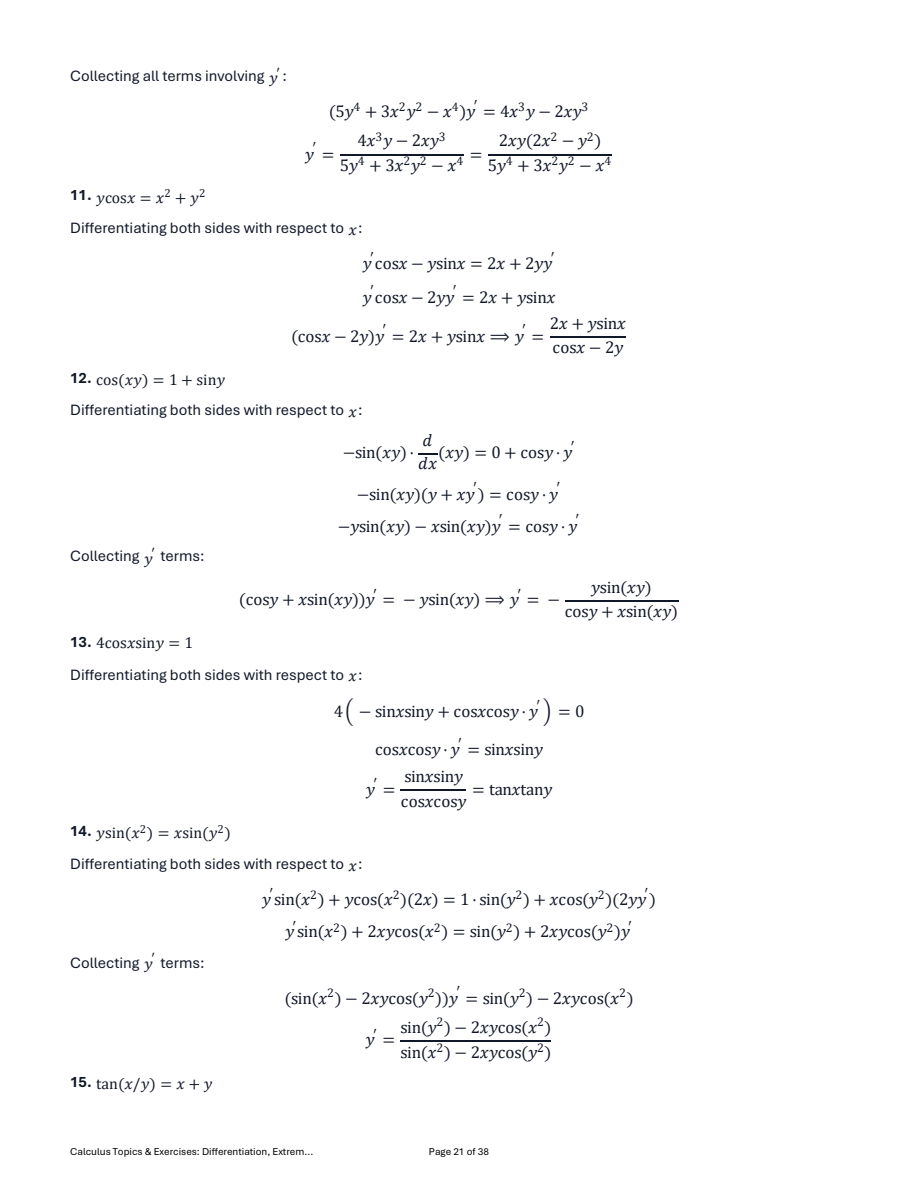 Collecting all terms involving y′:
(5y⁴ + 3x²y² − x⁴)y′ = 4x³y − 2xy³
y′ = (4x³y − 2xy³)/(5y⁴ + 3x²y² − x⁴) = (2xy(2x² − y²))/(5y⁴ + 3x²y² − x⁴)
11. ycosx = x² + y²
Differentiating both sides with respect to x:
y′cosx − ysinx = 2x + 2yy′
y′cosx − 2yy′ = 2x + ysinx
(cosx − 2y)y′ = 2x + ysinx ⟹ y′ = (2x + ysinx)/(cosx − 2y)
12. cos(xy) = 1 + siny
Differentiating both sides with respect to x:
−sin(xy) · d/dx(xy) = 0 + cosy · y′
−sin(xy)(y + xy′) = cosy · y′
−ysin(xy) − xsin(xy)y′ = cosy · y′
Collecting y′ terms:
(cosy + xsin(xy))y′ = − ysin(xy) ⟹ y′ = − ysin(xy)/(cosy + xsin(xy))
13. 4cosxsiny = 1
Differentiating both sides with respect to x:
4( − sinxsiny + cosxcosy · y′) = 0
cosxcosy · y′ = sinxsiny
y′ = sinxsiny/cosxcosy = tanxtany
14. ysin(x²) = xsin(y²)
Differentiating both sides with respect to x:
y′sin(x²) + ycos(x²)(2x) = 1 · sin(y²) + xcos(y²)(2yy′)
y′sin(x²) + 2xycos(x²) = sin(y²) + 2xycos(y²)y′
Collecting y′ terms:
(sin(x²) − 2xycos(y²))y′ = sin(y²) − 2xycos(x²)
y′ = (sin(y²) − 2xycos(x²))/(sin(x²) − 2xycos(y²))
15. tan(x/y) = x + y
Calculus Topics & Exercises: Differentiation, Extrem... Page 21 of 38